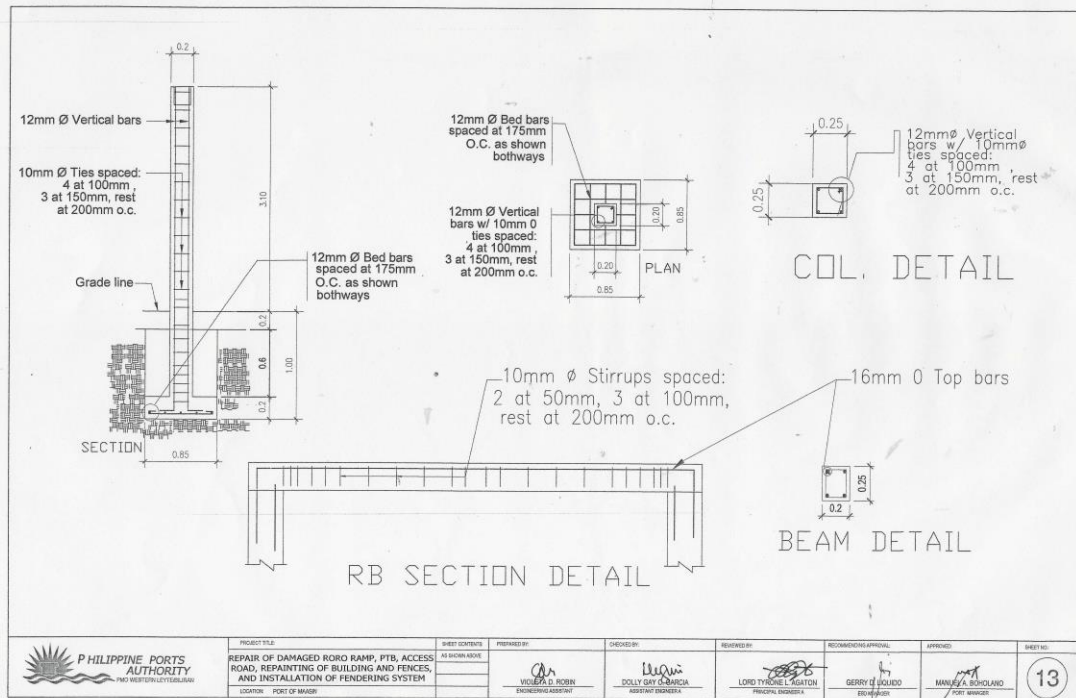 0.2
12mm Ø Vertical bars
10mm Ø Ties spaced:
4 at 100mm ,
3 at 150mm, rest
at 200mm o.c.
3.10
12mm Ø Bed bars
spaced at 175mm
O.C. as shown
bothways
Grade line
0.2
0.6
1.00
0.2
SECTION
0.85
12mm Ø Bed bars
spaced at 175mm
O.C. as shown
bothways
12mm Ø Vertical
bars w/ 10mm 0
ties spaced:
4 at 100mm ,
3 at 150mm, rest
at 200mm o.c.
0.20
0.85
0.20
PLAN
0.85
0.25
0.25
12mmø Vertical
bars w/ 10mmø
ties spaced:
4 at 100mm ,
3 at 150mm, rest
at 200mm o.c.
COL. DETAIL
10mm ø Stirrups spaced:
2 at 50mm, 3 at 100mm,
rest at 200mm o.c.
16mm 0 Top bars
RB SECTION DETAIL
0.25
0.2
BEAM DETAIL
PHILIPPINE PORTS
AUTHORITY
PMO WESTERN LEYTE/BILIRAN
PROJECT TITLE:
REPAIR OF DAMAGED RORO RAMP, PTB, ACCESS
ROAD, REPAINTING OF BUILDING AND FENCES,
AND INSTALLATION OF FENDERING SYSTEM
LOCATION: PORT OF MAASIN
SHEET CONTENTS:
AS SHOWN ABOVE
PREPARED BY:
VIOLETA D. ROBIN
ENGINEERING ASSISTANT
CHECKED BY:
DOLLY GAY O. GARCIA
ASSISTANT ENGINEER A
REVIEWED BY:
LORD TYRONE L. AGATON
PRINCIPAL ENGINEER A
RECOMMENDING APPROVAL:
GERRY D. LIQUIDO
ESD MANAGER
APPROVED:
MANUEL A. BOHOLANO
PORT MANAGER
SHEET NO:
13